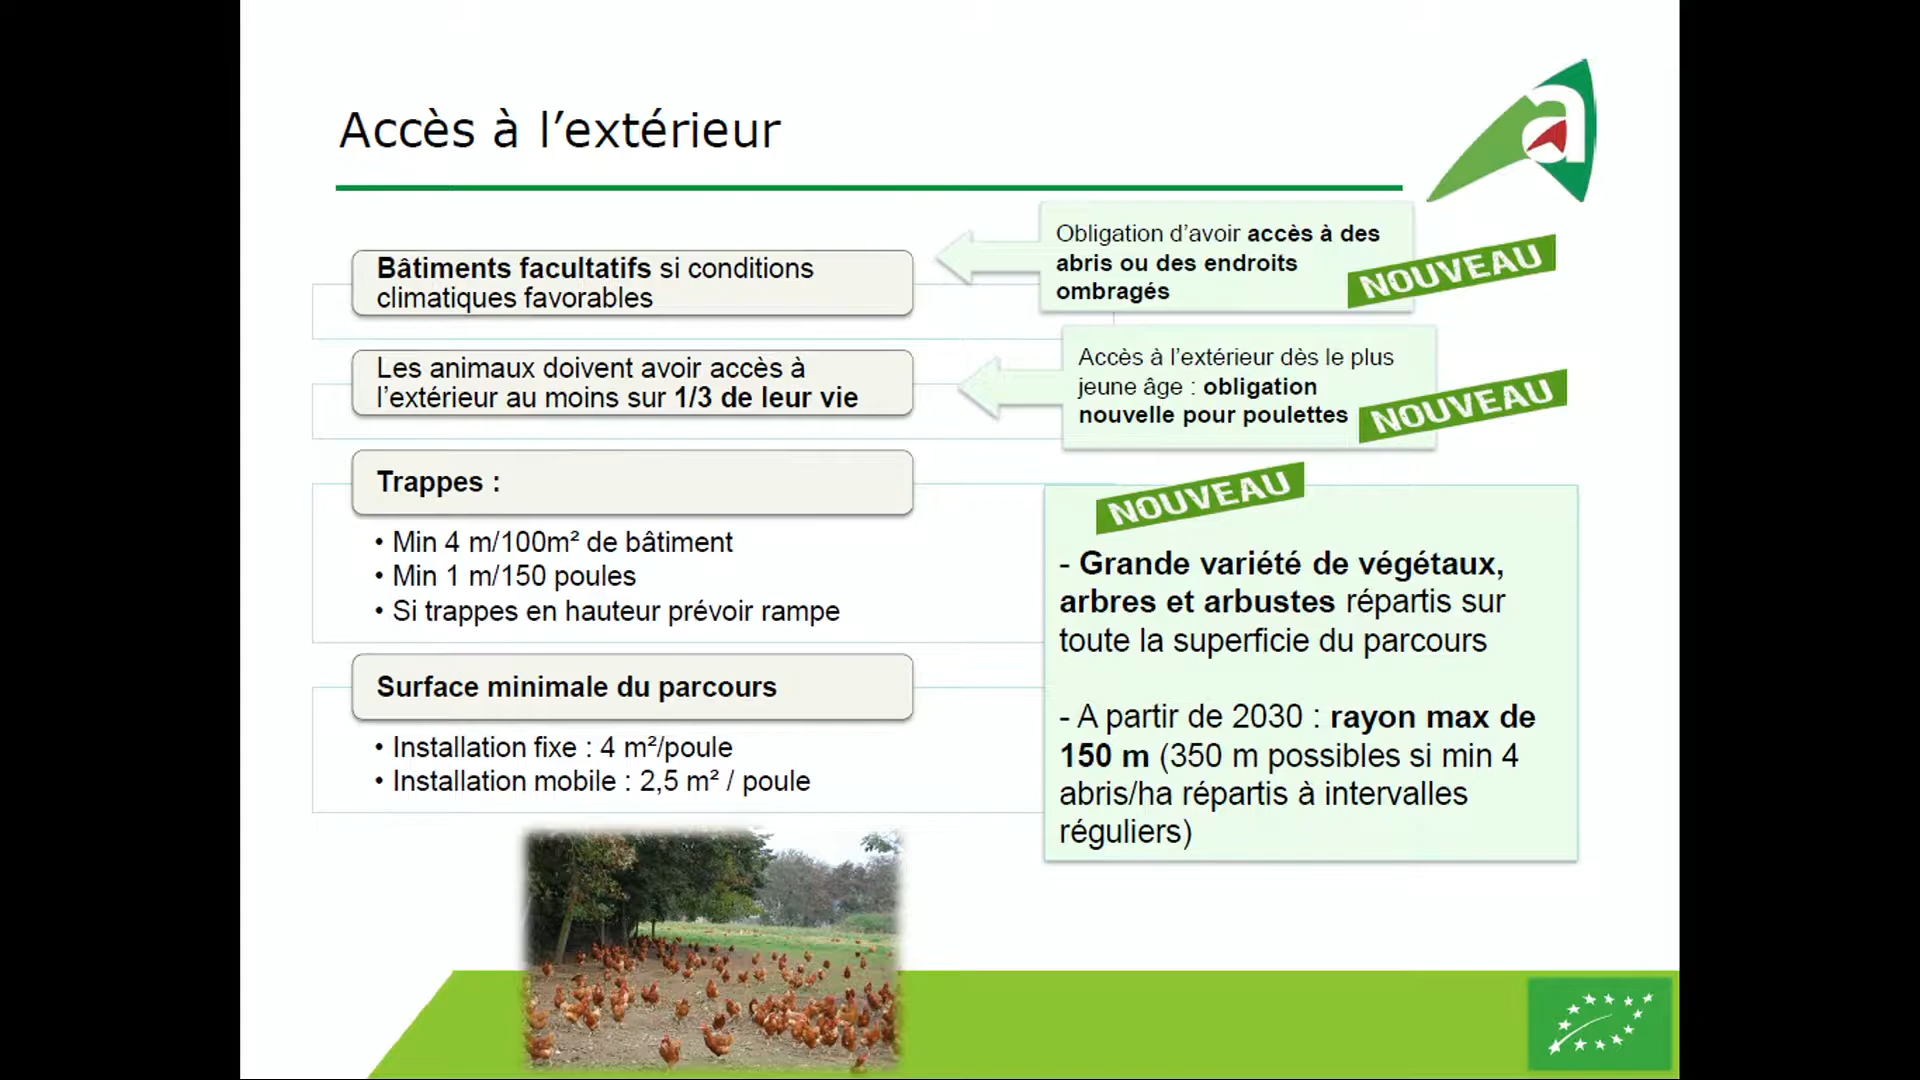 Accès à l’extérieur
a
Bâtiments facultatifs si conditions
climatiques favorables
Obligation d’avoir accès à des
abris ou des endroits
ombragés
NOUVEAU
Les animaux doivent avoir accès à
l’extérieur au moins sur 1/3 de leur vie
Accès à l’extérieur dès le plus
jeune âge : obligation
nouvelle pour poulettes
NOUVEAU
Trappes :
• Min 4 m/100m² de bâtiment
• Min 1 m/150 poules
• Si trappes en hauteur prévoir rampe
Surface minimale du parcours
• Installation fixe : 4 m²/poule
• Installation mobile : 2,5 m² / poule
NOUVEAU
- Grande variété de végétaux,
arbres et arbustes répartis sur
toute la superficie du parcours
- A partir de 2030 : rayon max de
150 m (350 m possibles si min 4
abris/ha répartis à intervalles
réguliers)